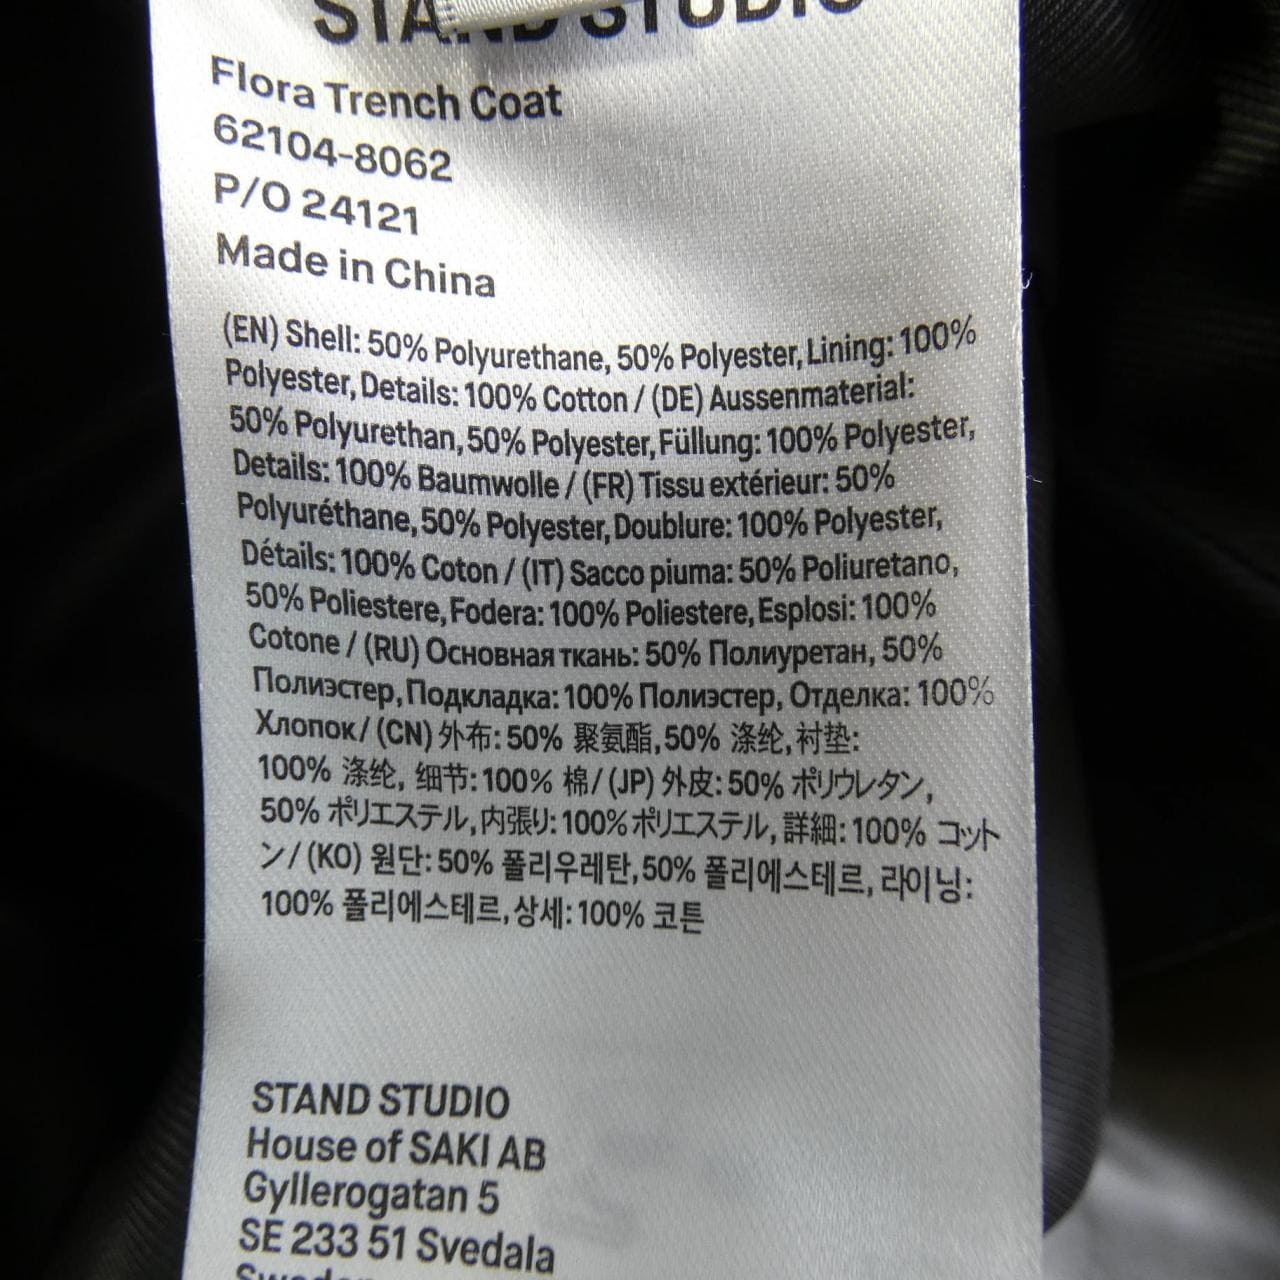 STAND STUDIO
Flora Trench Coat
62104-8062
P/O 24121
Made in China
(EN) Shell: 50% Polyurethane, 50% Polyester, Lining: 100%
Polyester, Details: 100% Cotton / (DE) Aussenmaterial:
50% Polyurethan, 50% Polyester, Füllung: 100% Polyester,
Details: 100% Baumwolle / (FR) Tissu extérieur: 50%
Polyuréthane, 50% Polyester, Doublure: 100% Polyester,
Détails: 100% Coton / (IT) Sacco piuma: 50% Poliuretano,
50% Poliestere, Fodera: 100% Poliestere, Esplosi: 100%
Cotone / (RU) Основная ткань: 50% Полиуретан, 50%
Полиэстер, Подкладка: 100% Полиэстер, Отделка: 100%
Хлопок / (CN) 外布: 50% 聚氨酯, 50% 涤纶, 衬垫:
100% 涤纶, 细节: 100% 棉 / (JP) 外皮: 50% ポリウレタン,
50% ポリエステル, 内張り: 100% ポリエステル, 詳細: 100% コット
ン / (KO) 원단: 50% 폴리우레탄, 50% 폴리에스테르, 라이닝:
100% 폴리에스테르, 상세: 100% 코튼
STAND STUDIO
House of SAKI AB
Gyllerogatan 5
SE 233 51 Svedala
Sweden